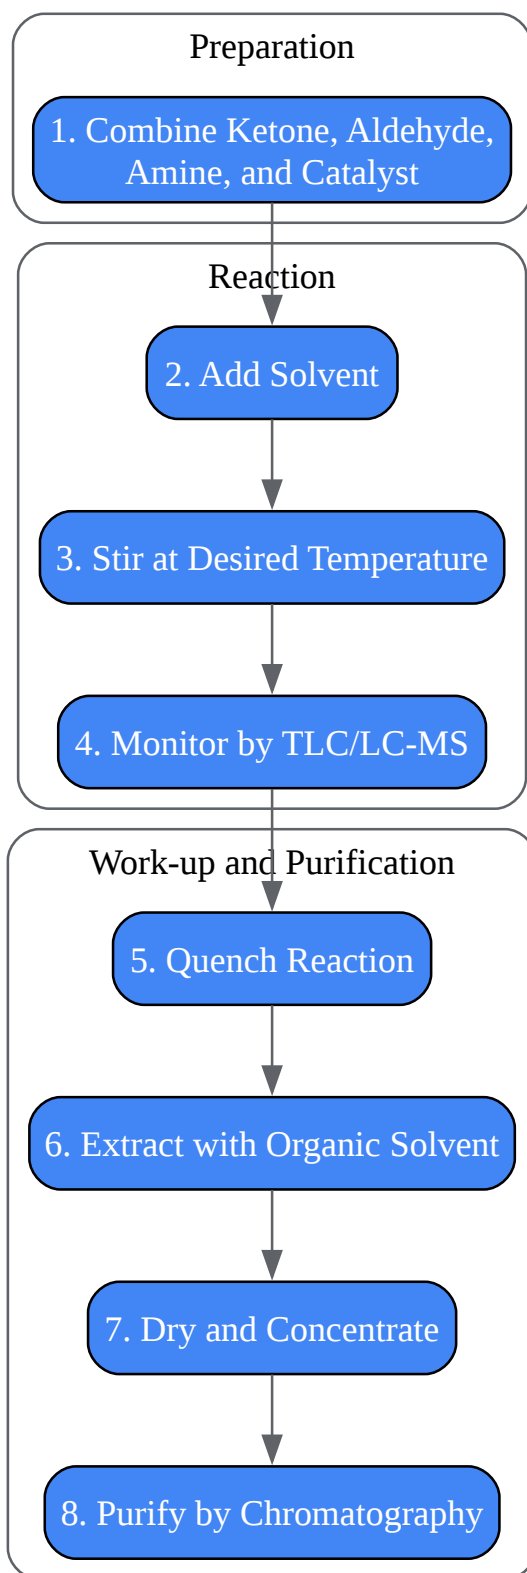 Preparation
1. Combine Ketone, Aldehyde,
Amine, and Catalyst
Reaction
2. Add Solvent
3. Stir at Desired Temperature
4. Monitor by TLC/LC-MS
Work-up and Purification
5. Quench Reaction
6. Extract with Organic Solvent
7. Dry and Concentrate
8. Purify by Chromatography